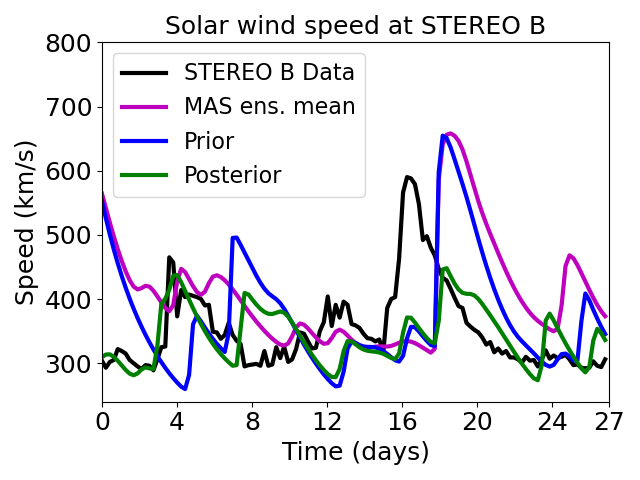 Solar wind speed at STEREO B
800
700
600
500
400
300
Speed (km/s)
STEREO B Data
MAS ens. mean
Prior
Posterior
0 4 8 12 16 20 24 27
Time (days)